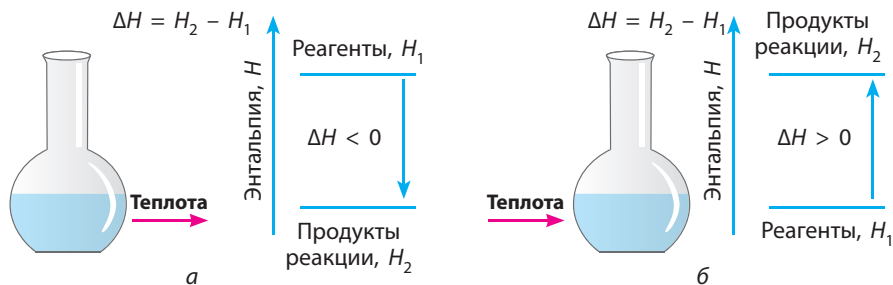 ΔH = H₂ – H₁
Реагенты, H₁
Энтальпия, H
ΔH < 0
Теплота
Продукты
реакции, H₂
а
ΔH = H₂ – H₁
Продукты
реакции, H₂
Энтальпия, H
ΔH > 0
Теплота
Реагенты, H₁
б